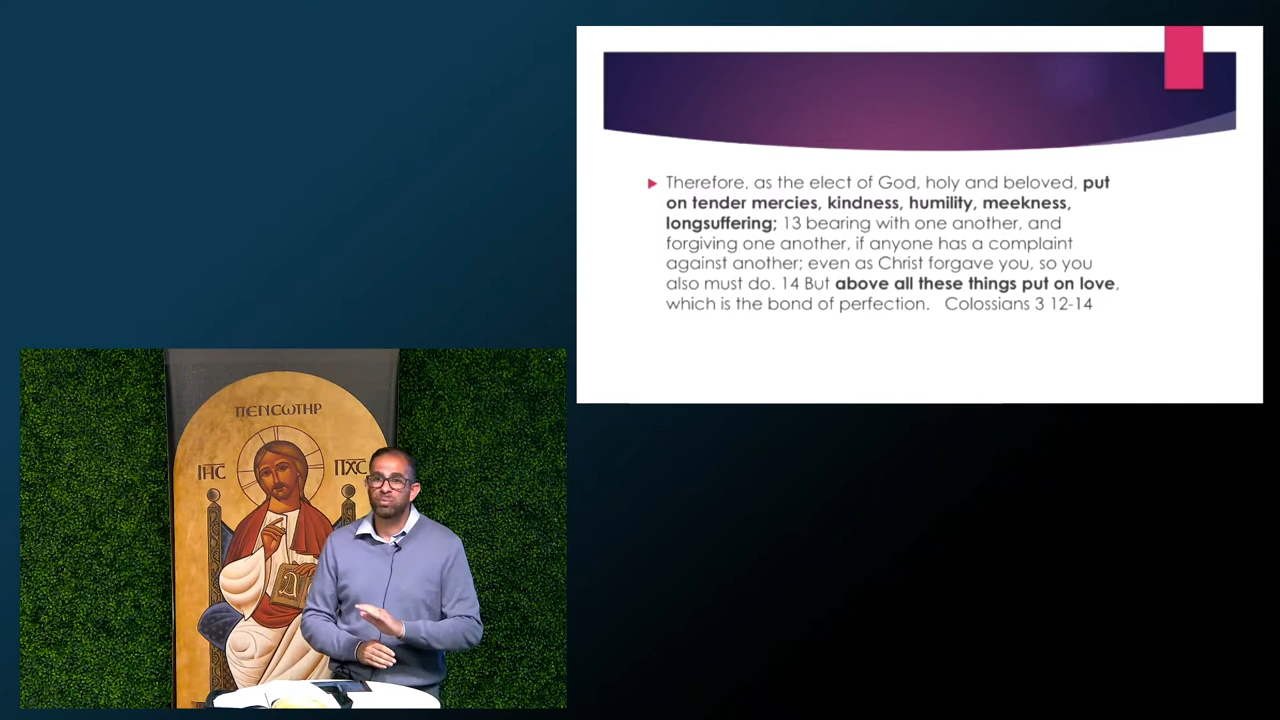 Therefore, as the elect of God, holy and beloved, put
on tender mercies, kindness, humility, meekness,
longsuffering; 13 bearing with one another, and
forgiving one another, if anyone has a complaint
against another; even as Christ forgave you, so you
also must do. 14 But above all these things put on love,
which is the bond of perfection.   Colossians 3 12-14
ⲠⲈⲚⲤⲰⲦⲎⲢ
ⲒⲎⲤ
ⲠⲬⲤ